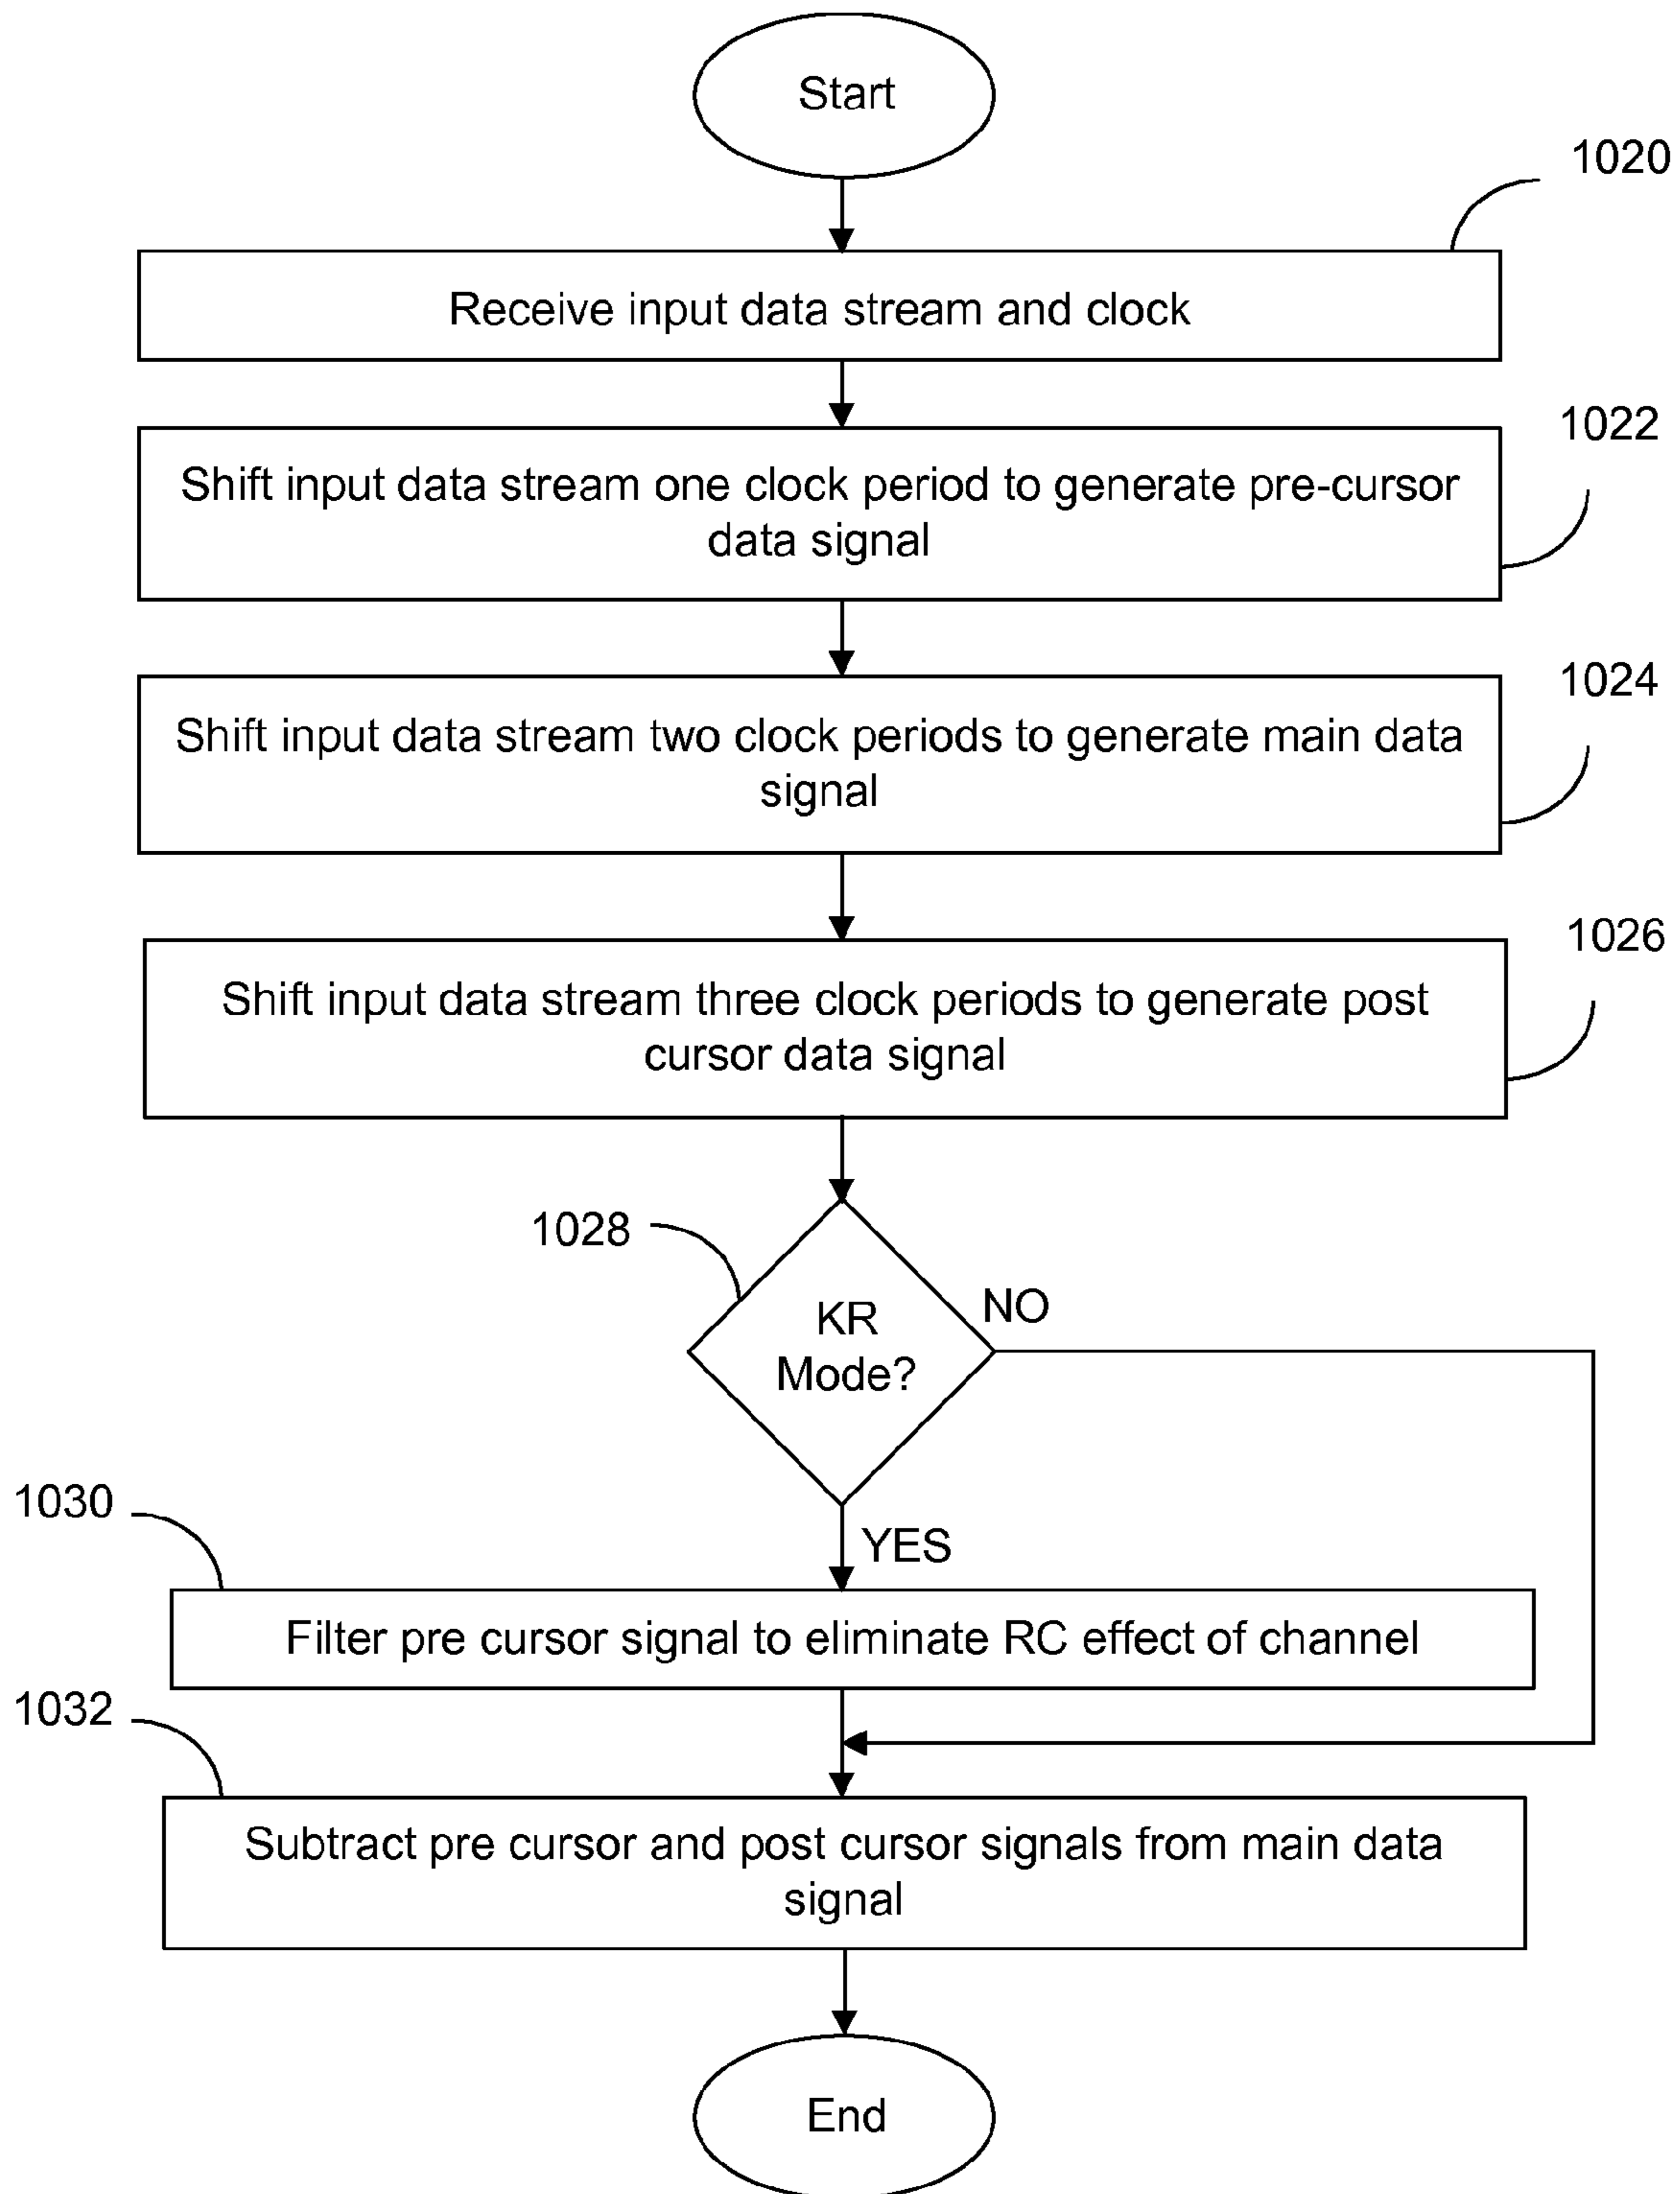 Start
1020
Receive input data stream and clock
1022
Shift input data stream one clock period to generate pre-cursor
data signal
1024
Shift input data stream two clock periods to generate main data
signal
1026
Shift input data stream three clock periods to generate post
cursor data signal
1028
NO
KR
Mode?
1030
YES
Filter pre cursor signal to eliminate RC effect of channel
1032
Subtract pre cursor and post cursor signals from main data
signal
End